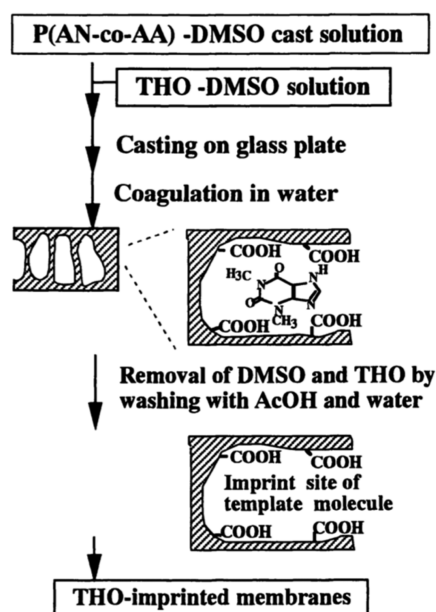 P(AN-co-AA) -DMSO cast solution
THO -DMSO solution
Casting on glass plate
Coagulation in water
COOH
COOH
H3C
O
N
N
H
O
N
N
CH3
COOH
COOH
Removal of DMSO and THO by
washing with AcOH and water
COOH
COOH
Imprint site of
template molecule
COOH
COOH
THO-imprinted membranes